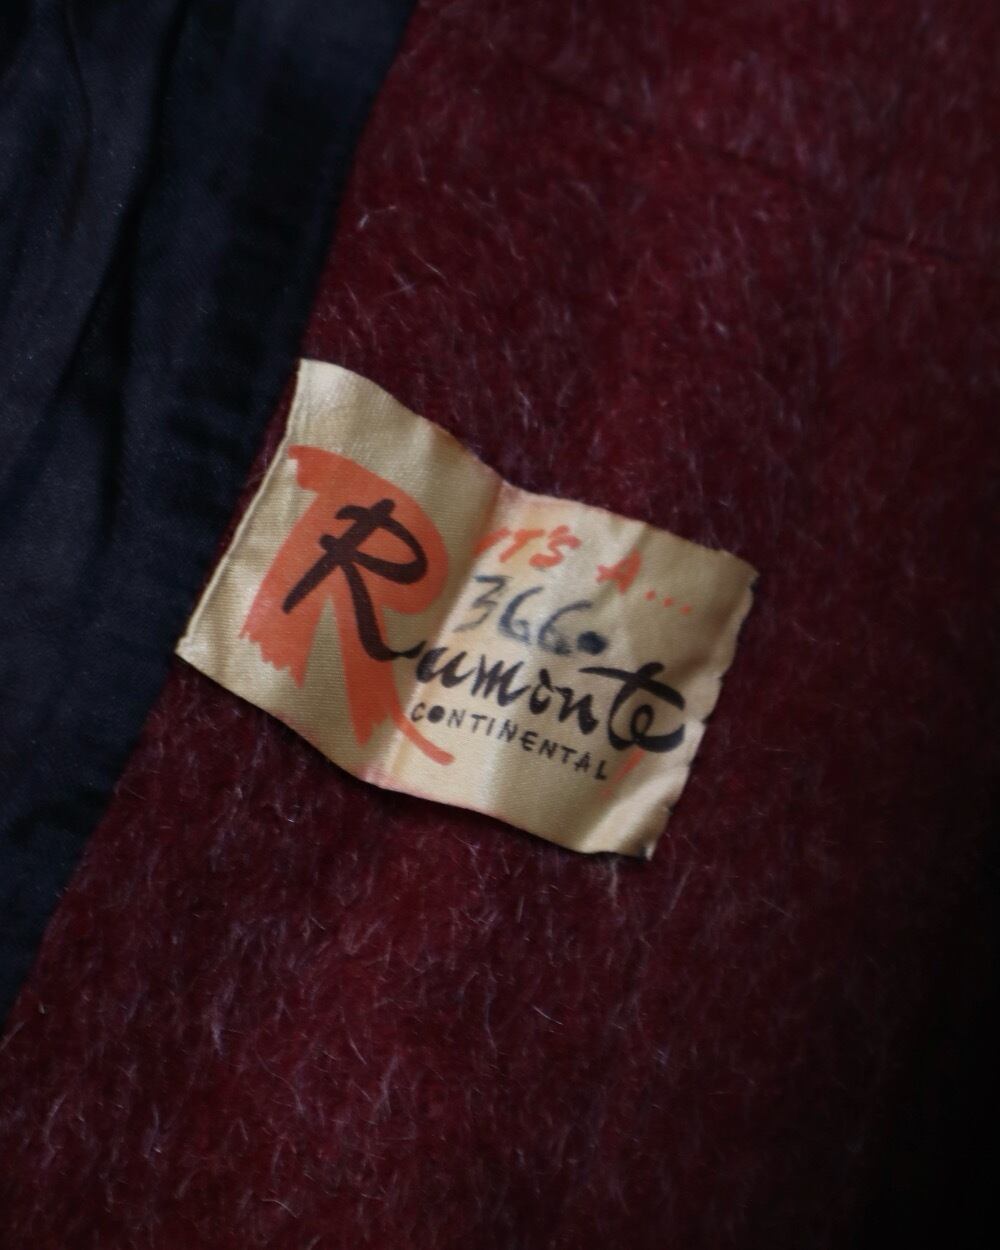 IT'S A...
3660
Rumonte
CONTINENTAL!